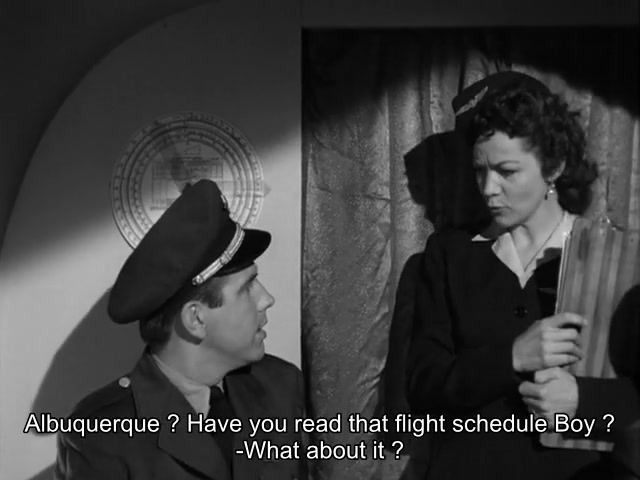 Albuquerque ? Have you read that flight schedule Boy ?
-What about it ?